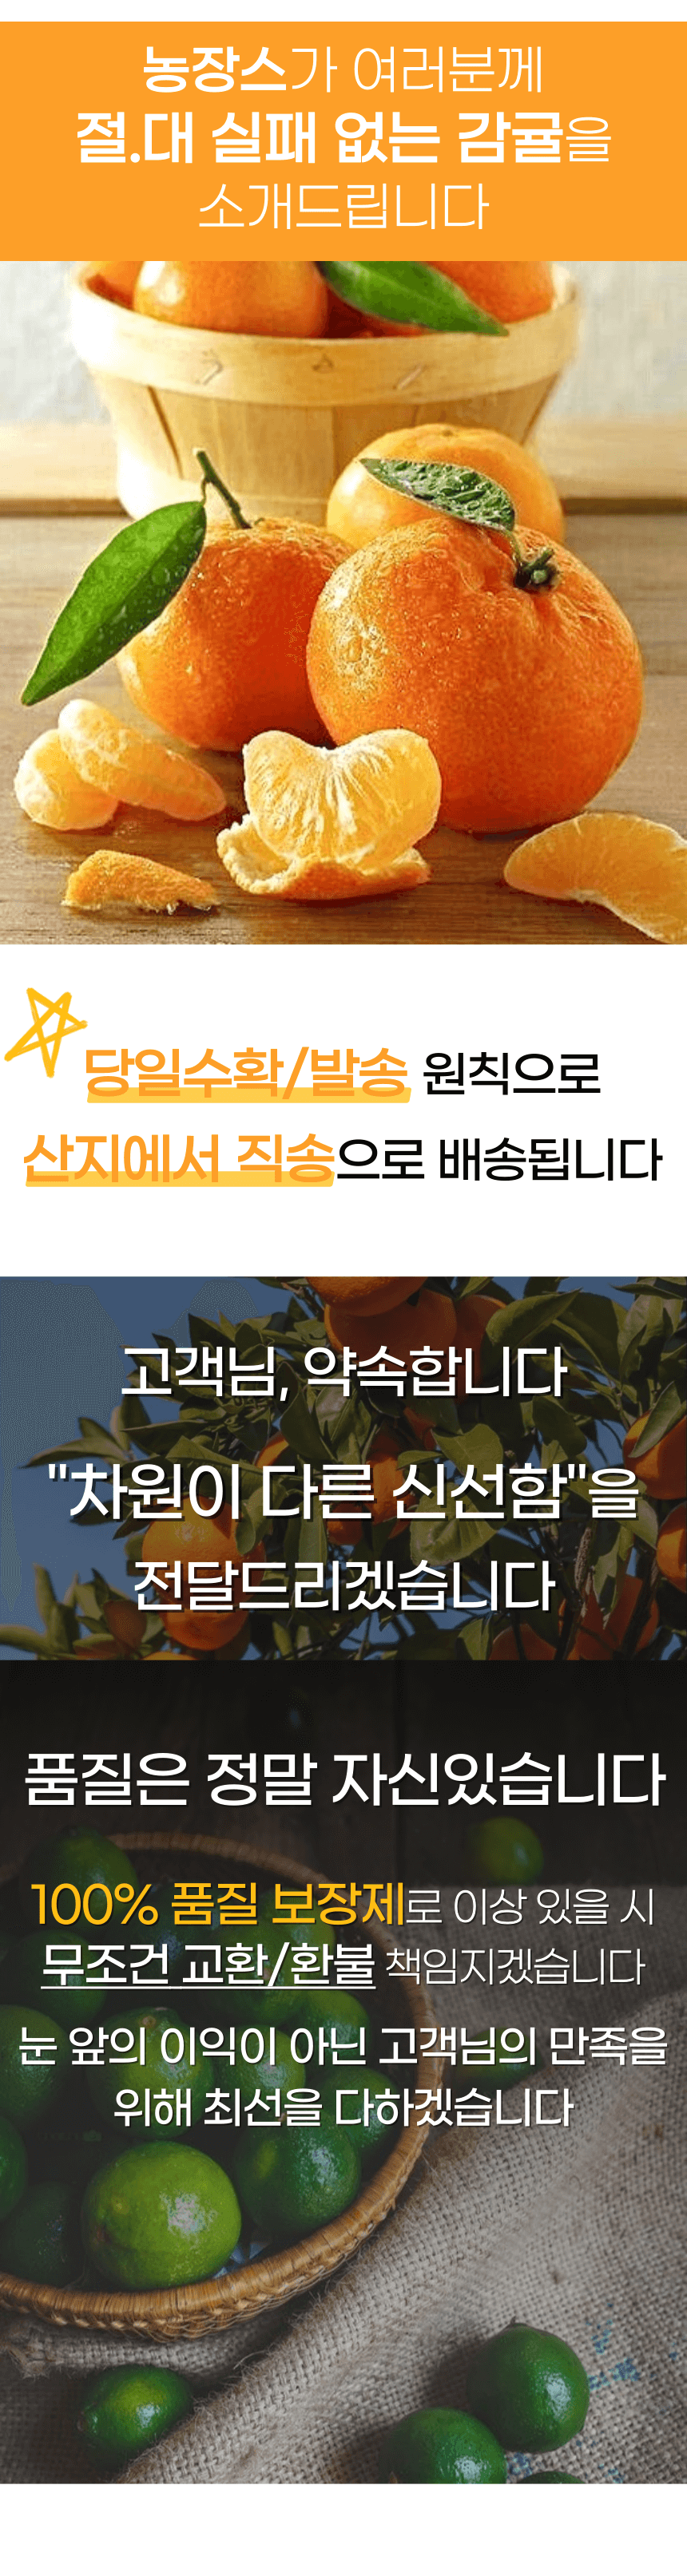 농장스가 여러분께
절.대 실패 없는 감귤을
소개드립니다
당일수확/발송 원칙으로
산지에서 직송으로 배송됩니다
고객님, 약속합니다
"차원이 다른 신선함"을
전달드리겠습니다
품질은 정말 자신있습니다
100% 품질 보장제로 이상 있을 시
무조건 교환/환불 책임지겠습니다
눈 앞의 이익이 아닌 고객님의 만족을
위해 최선을 다하겠습니다